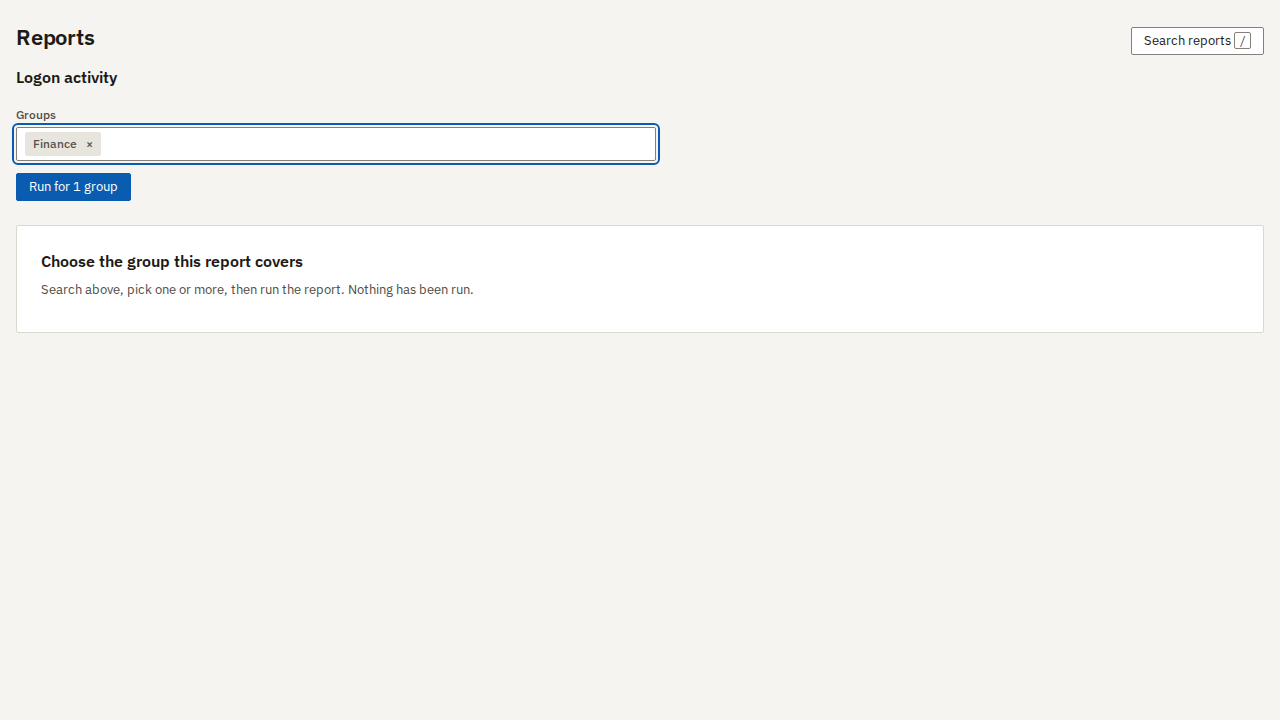 Reports
Search reports /
Logon activity
Groups
Finance ×
Run for 1 group
Choose the group this report covers
Search above, pick one or more, then run the report. Nothing has been run.